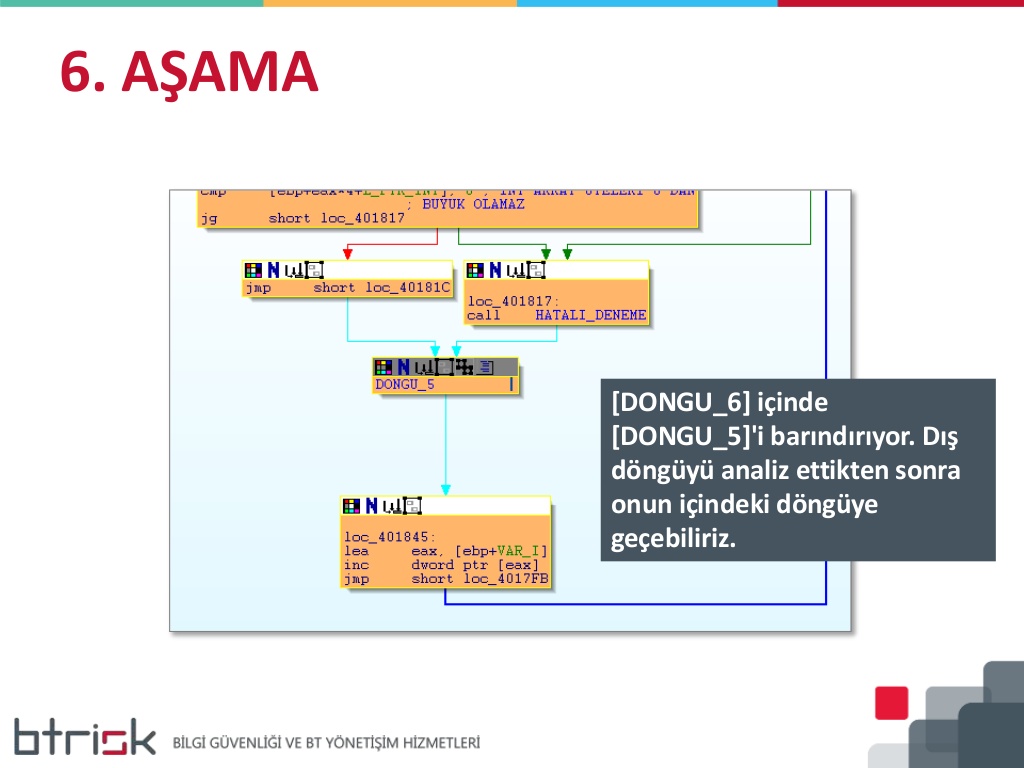 6. AŞAMA
cmp [ebp+eax*4+L_PTR_INT], 6 ; INT ARRAY UYELERI 6'DAN
; BUYUK OLAMAZ
jg short loc_401817
jmp short loc_40181C
loc_401817:
call HATALI_DENEME
DONGU_5
[DONGU_6] içinde
[DONGU_5]'i barındırıyor. Dış
döngüyü analiz ettikten sonra
onun içindeki döngüye
geçebiliriz.
loc_401845:
lea eax, [ebp+VAR_I]
inc dword ptr [eax]
jmp short loc_4017FB
btrisk BİLGİ GÜVENLİĞİ VE BT YÖNETİŞİM HİZMETLERİ